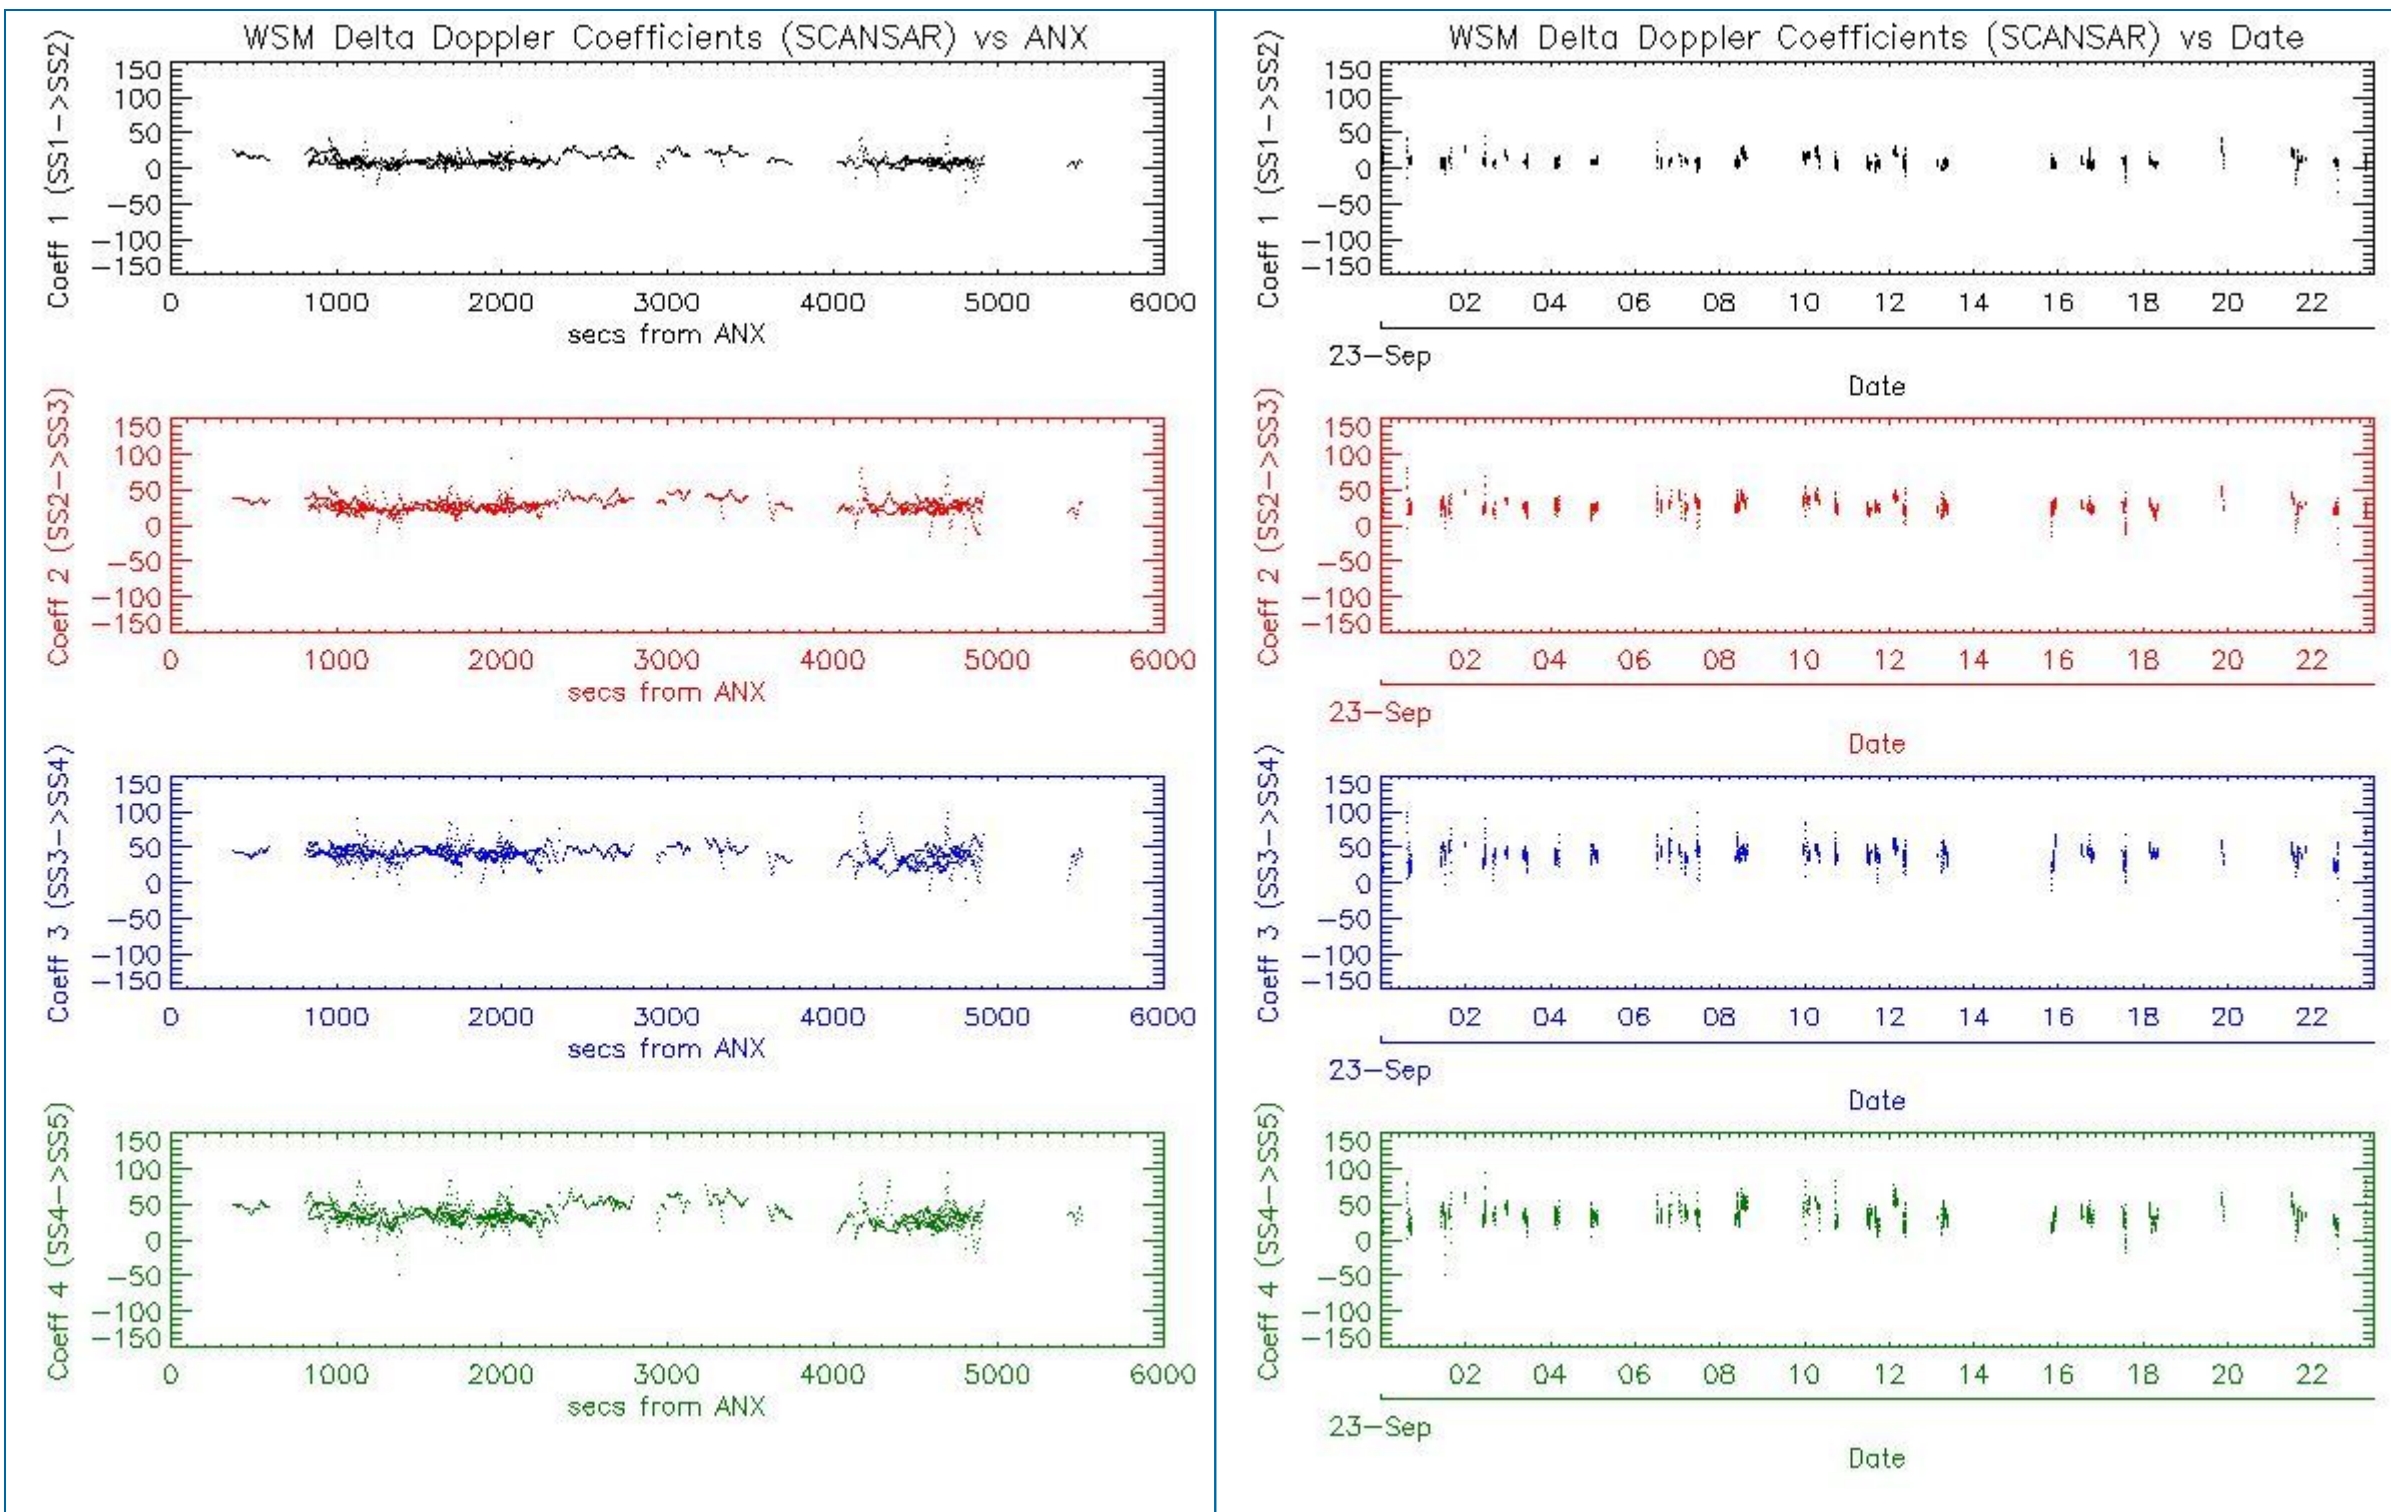 WSM Delta Doppler Coefficients (SCANSAR) vs ANX
Coeff 1 (SS1->SS2)
150
100
50
0
-50
-100
-150
0 1000 2000 3000 4000 5000 6000
secs from ANX
Coeff 2 (SS2->SS3)
150
100
50
0
-50
-100
-150
0 1000 2000 3000 4000 5000 6000
secs from ANX
Coeff 3 (SS3->SS4)
150
100
50
0
-50
-100
-150
0 1000 2000 3000 4000 5000 6000
secs from ANX
Coeff 4 (SS4->SS5)
150
100
50
0
-50
-100
-150
0 1000 2000 3000 4000 5000 6000
secs from ANX
WSM Delta Doppler Coefficients (SCANSAR) vs Date
Coeff 1 (SS1->SS2)
150
100
50
0
-50
-100
-150
02 04 06 08 10 12 14 16 18 20 22
23-Sep
Date
Coeff 2 (SS2->SS3)
150
100
50
0
-50
-100
-150
02 04 06 08 10 12 14 16 18 20 22
23-Sep
Date
Coeff 3 (SS3->SS4)
150
100
50
0
-50
-100
-150
02 04 06 08 10 12 14 16 18 20 22
23-Sep
Date
Coeff 4 (SS4->SS5)
150
100
50
0
-50
-100
-150
02 04 06 08 10 12 14 16 18 20 22
23-Sep
Date